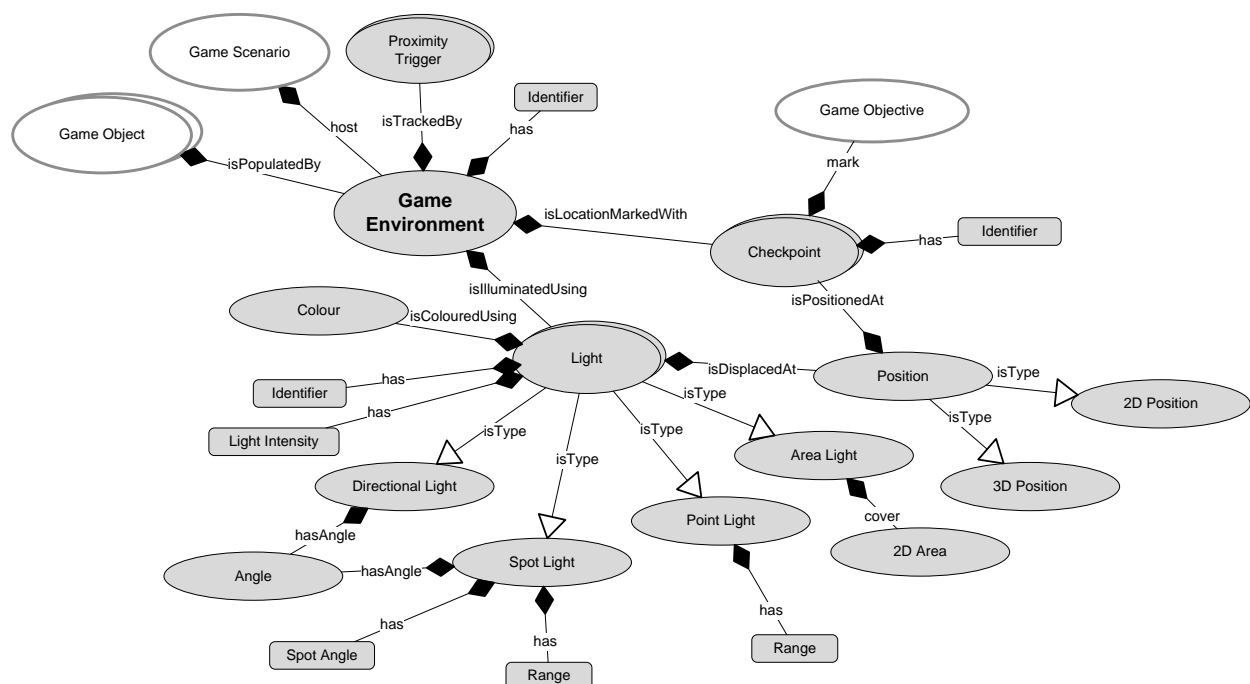 Game Scenario
Proximity
Trigger
Identifier
Game Object
host
isTrackedBy
has
isPopulatedBy
Game
Environment
Game Objective
mark
isLocationMarkedWith
Checkpoint
has
Identifier
isIlluminatedUsing
isPositionedAt
Colour
isColouredUsing
Light
isDisplacedAt
Position
isType
2D Position
Identifier
has
isType
isType
Light Intensity
has
isType
isType
isType
Area Light
3D Position
Directional Light
Point Light
cover
2D Area
hasAngle
Angle
hasAngle
Spot Light
has
Spot Angle
has
Range
has
Range